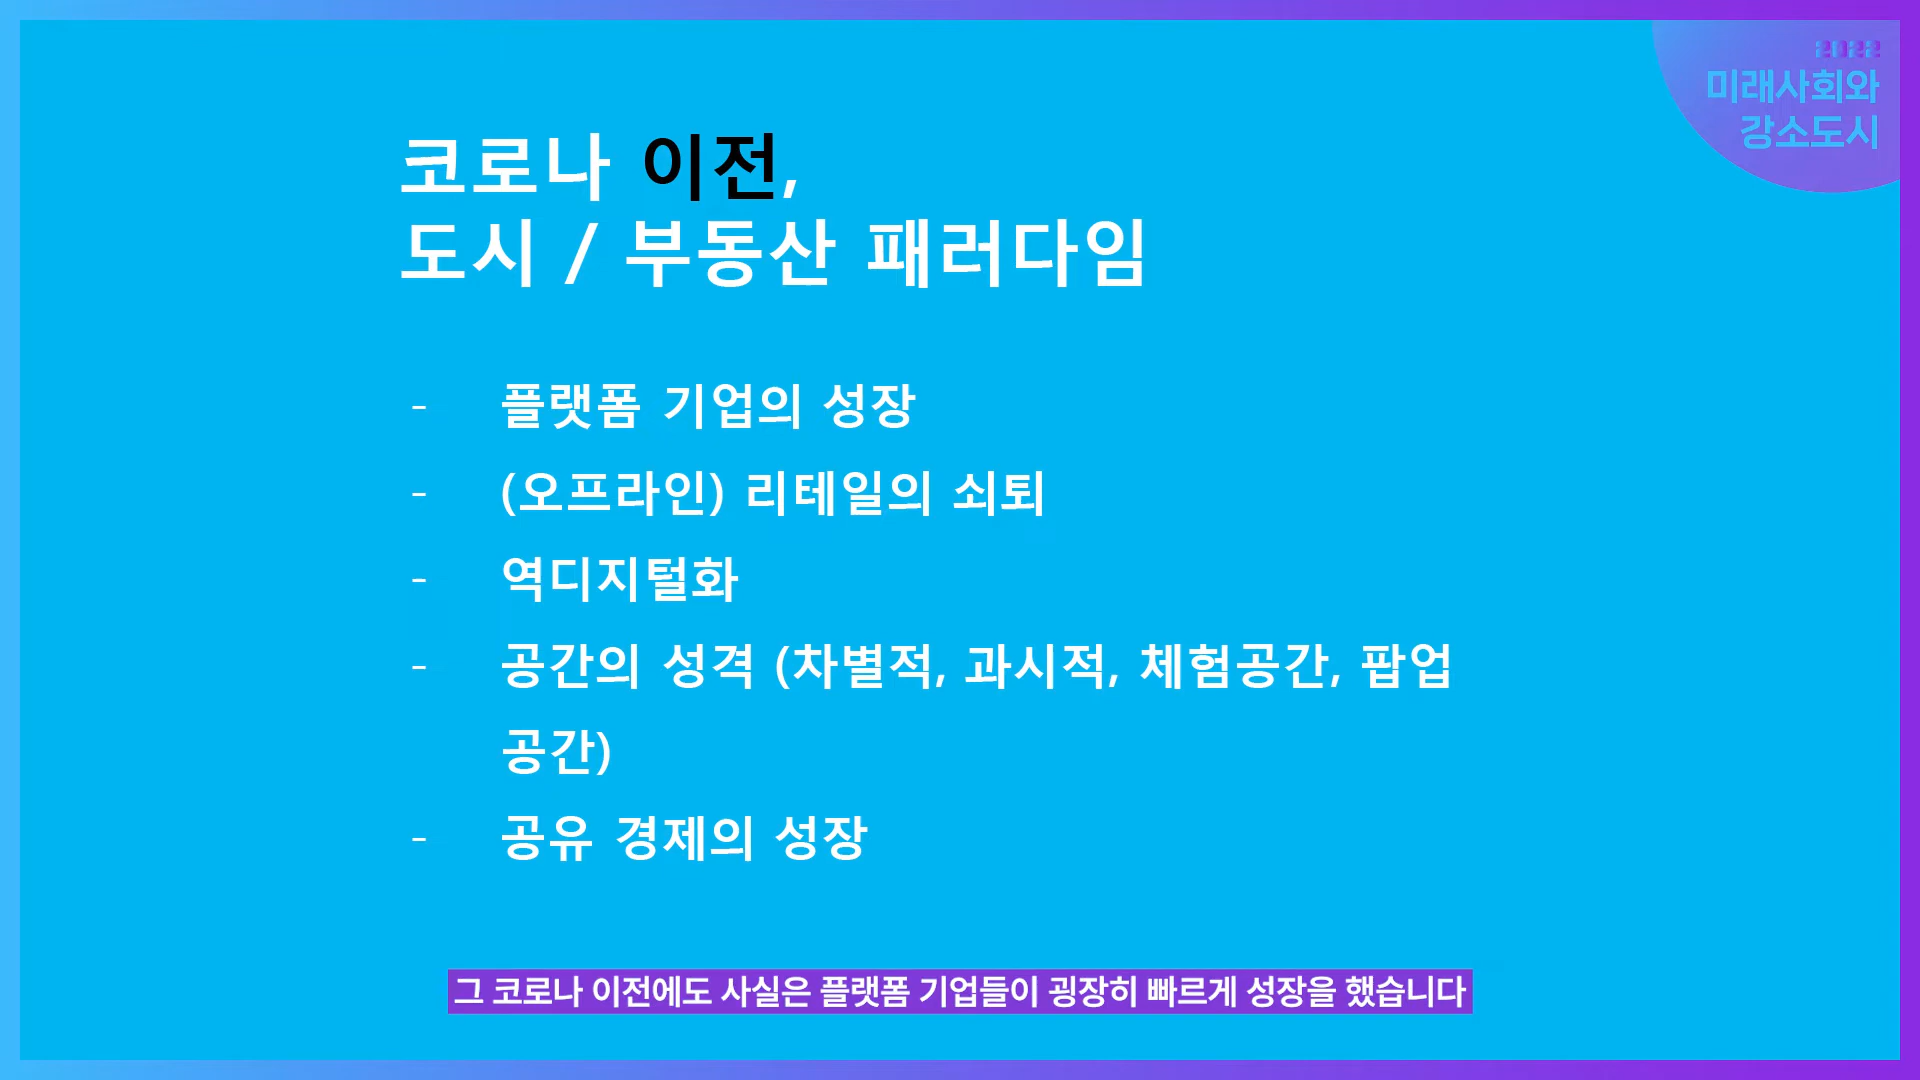 2022
미래사회와
강소도시
코로나 이전,
도시 / 부동산 패러다임
- 플랫폼 기업의 성장
- (오프라인) 리테일의 쇠퇴
- 역디지털화
- 공간의 성격 (차별적, 과시적, 체험공간, 팝업
공간)
- 공유 경제의 성장
그 코로나 이전에도 사실은 플랫폼 기업들이 굉장히 빠르게 성장을 했습니다